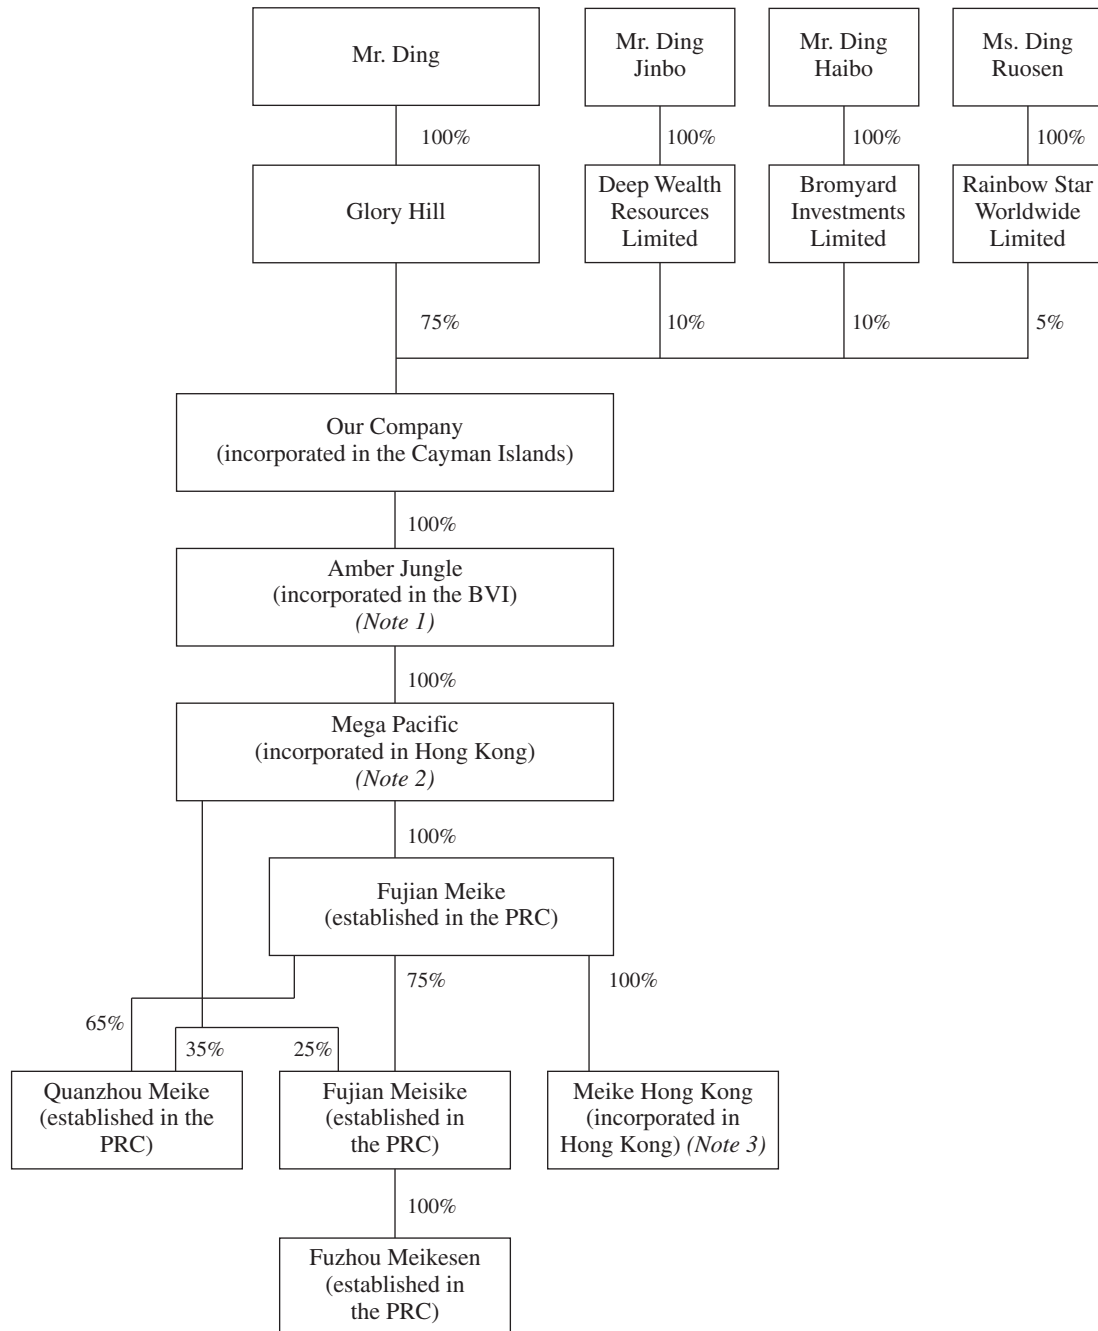 Mr. Ding
Mr. Ding
Jinbo
Mr. Ding
Haibo
Ms. Ding
Ruosen
100%
100%
100%
100%
Glory Hill
Deep Wealth
Resources
Limited
Bromyard
Investments
Limited
Rainbow Star
Worldwide
Limited
75%
10%
10%
5%
Our Company
(incorporated in the Cayman Islands)
100%
Amber Jungle
(incorporated in the BVI)
(Note 1)
100%
Mega Pacific
(incorporated in Hong Kong)
(Note 2)
100%
Fujian Meike
(established in the PRC)
75%
100%
65%
35%
25%
Quanzhou Meike
(established in the
PRC)
Fujian Meisike
(established in
the PRC)
Meike Hong Kong
(incorporated in
Hong Kong) (Note 3)
100%
Fuzhou Meikesen
(established in
the PRC)